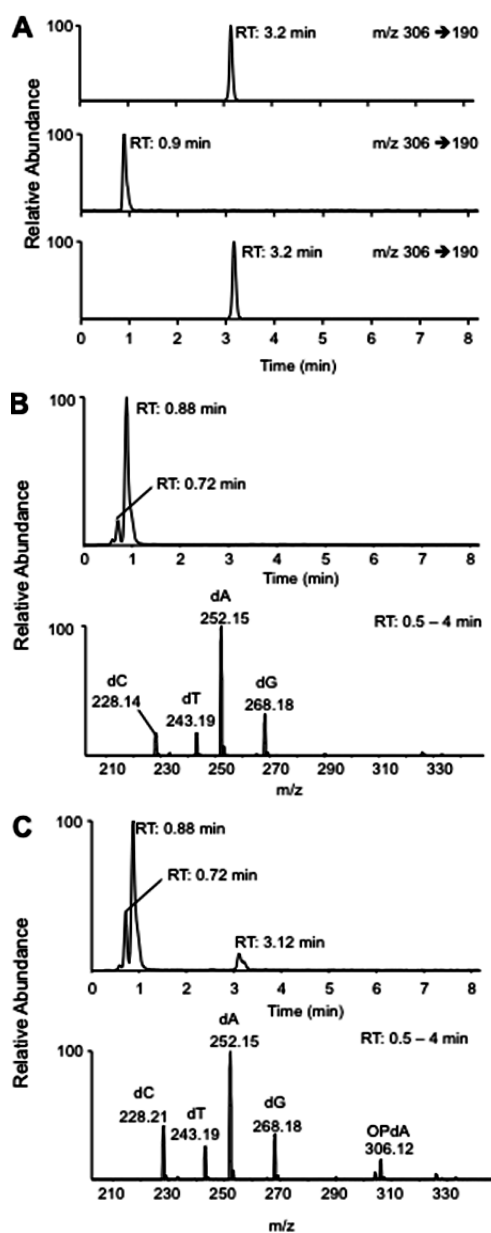 A
100
RT: 3.2 min
m/z 306 ➔190
100
RT: 0.9 min
m/z 306 ➔190
Relative Abundance
100
RT: 3.2 min
m/z 306 ➔190
0 1 2 3 4 5 6 7 8
Time (min)
B
100
RT: 0.88 min
RT: 0.72 min
0 1 2 3 4 5 6 7 8
Time (min)
Relative Abundance
100
dA
252.15
RT: 0.5 – 4 min
dC
228.14
dT
243.19
dG
268.18
210 230 250 270 290 310 330
m/z
C
100
RT: 0.88 min
RT: 0.72 min
RT: 3.12 min
0 1 2 3 4 5 6 7 8
Time (min)
Relative Abundance
100
dA
252.15
RT: 0.5 – 4 min
dC
228.21
dT
243.19
dG
268.18
OPdA
306.12
210 230 250 270 290 310 330
m/z